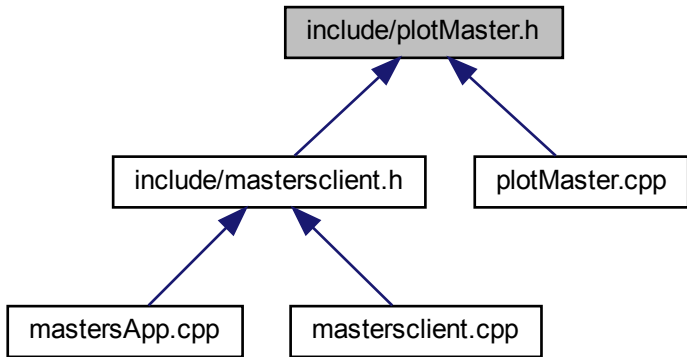 include/plotMaster.h
include/mastersclient.h
plotMaster.cpp
mastersApp.cpp
mastersclient.cpp